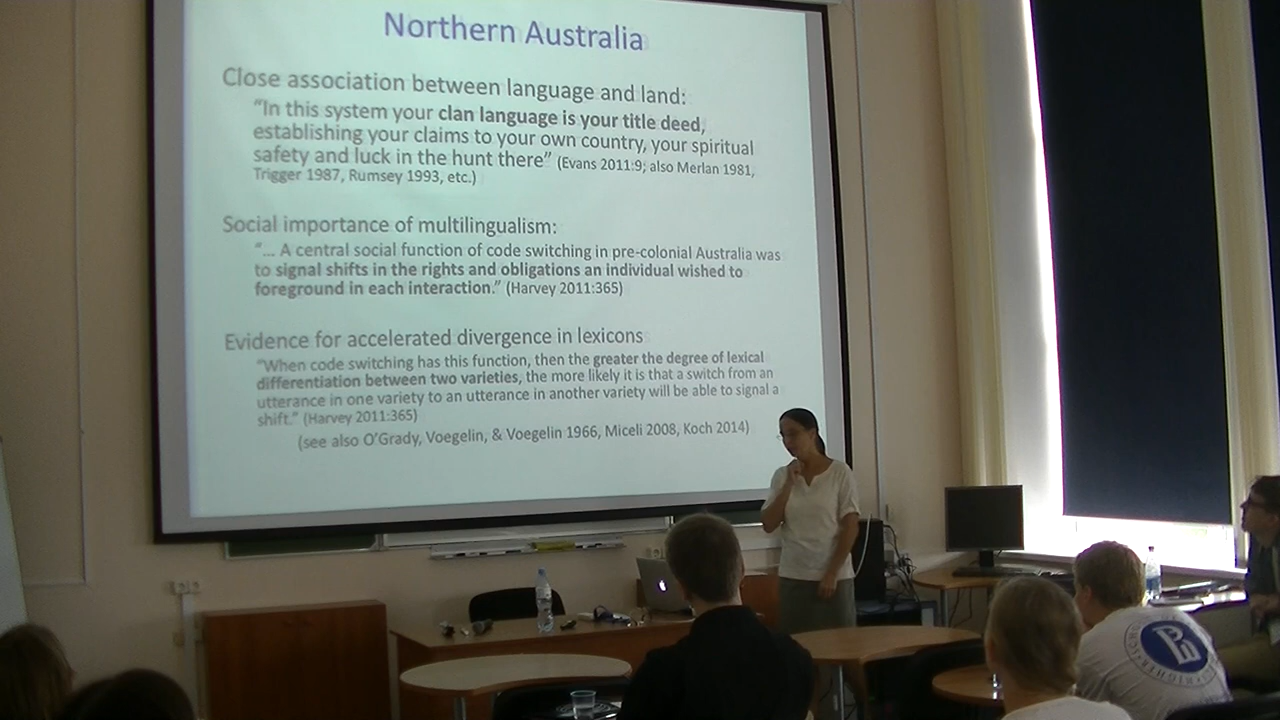 Northern Australia
Close association between language and land:
“In this system your clan language is your title deed,
establishing your claims to your own country, your spiritual
safety and luck in the hunt there” (Evans 2011:9; also Merlan 1981,
Trigger 1987, Rumsey 1993, etc.)
Social importance of multilingualism:
“... A central social function of code switching in pre-colonial Australia was
to signal shifts in the rights and obligations an individual wished to
foreground in each interaction.” (Harvey 2011:365)
Evidence for accelerated divergence in lexicons
“When code switching has this function, then the greater the degree of lexical
differentiation between two varieties, the more likely it is that a switch from an
utterance in one variety to an utterance in another variety will be able to signal a
shift.” (Harvey 2011:365)
(see also O’Grady, Voegelin, & Voegelin 1966, Miceli 2008, Koch 2014)